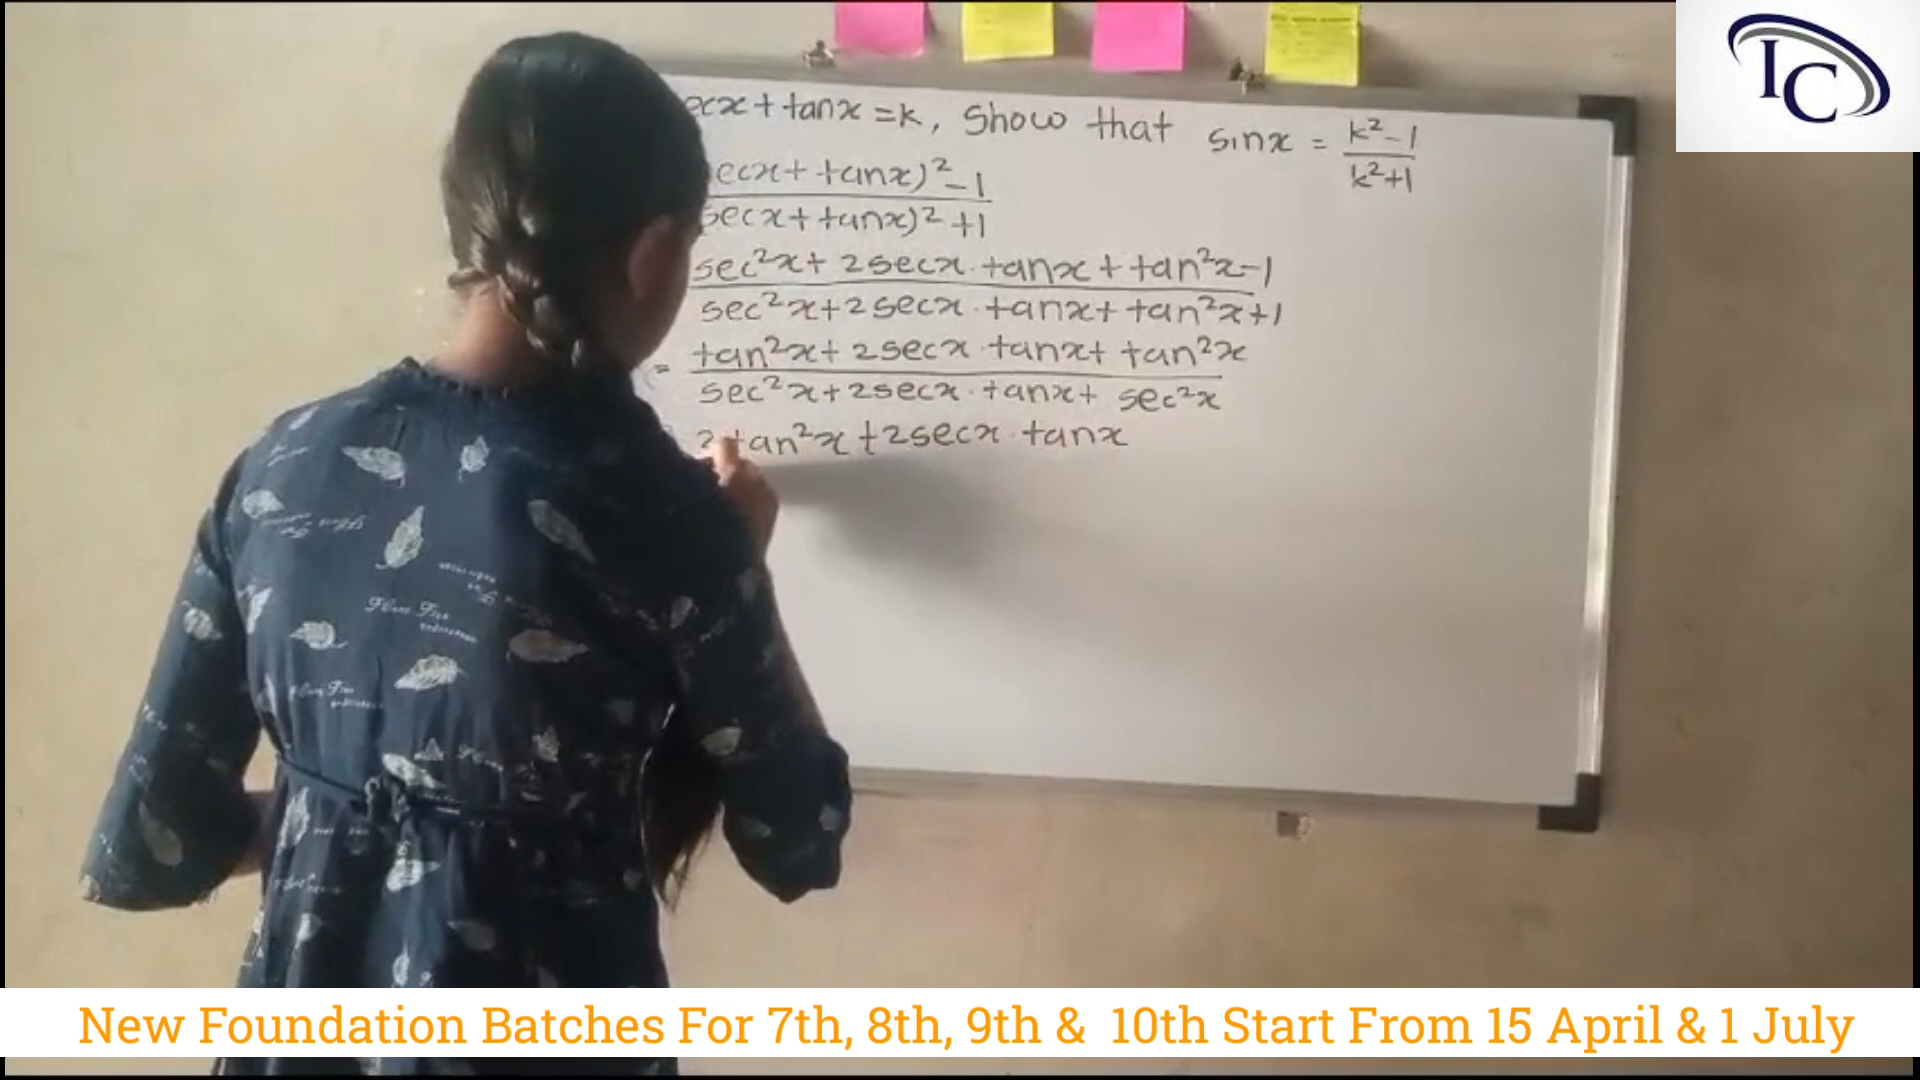 ecx + tanx = k, Show that sinx = k²-1 / k²+1
ecx + tanx)² - 1
secx + tanx)² + 1
sec²x + 2secx · tanx + tan²x - 1
sec²x + 2secx · tanx + tan²x + 1
= tan²x + 2secx · tanx + tan²x
sec²x + 2secx · tanx + sec²x
2tan²x + 2secx · tanx
IC
New Foundation Batches For 7th, 8th, 9th & 10th Start From 15 April & 1 July